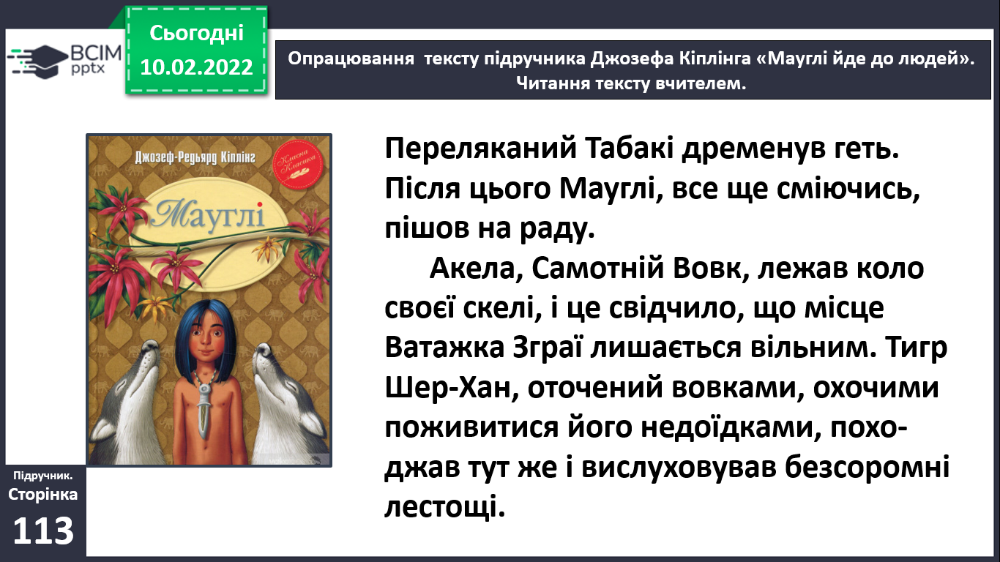 Сьогодні
10.02.2022
ВСІМ
pptx
Опрацювання тексту підручника Джозефа Кіплінга «Мауглі йде до людей».
Читання тексту вчителем.
Джозеф-Редьярд Кіплінг
Класна
Класика
Мауглі
Переляканий Табакі дременув геть.
Після цього Мауглі, все ще сміючись,
пішов на раду.
Акела, Самотній Вовк, лежав коло
своєї скелі, і це свідчило, що місце
Ватажка Зграї лишається вільним. Тигр
Шер-Хан, оточений вовками, охочими
поживитися його недоїдками, похо-
джав тут же і вислуховував безсоромні
лестощі.
Підручник.
Сторінка
113